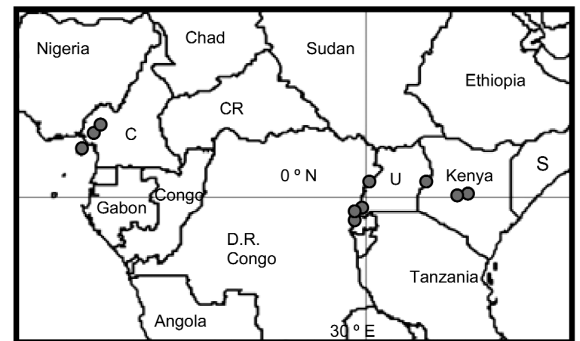 Chad
Nigeria
Sudan
Ethiopia
CR
C
S
0 º N
U
Kenya
Congo
Gabon
D.R.
Congo
Tanzania
Angola
30 º E